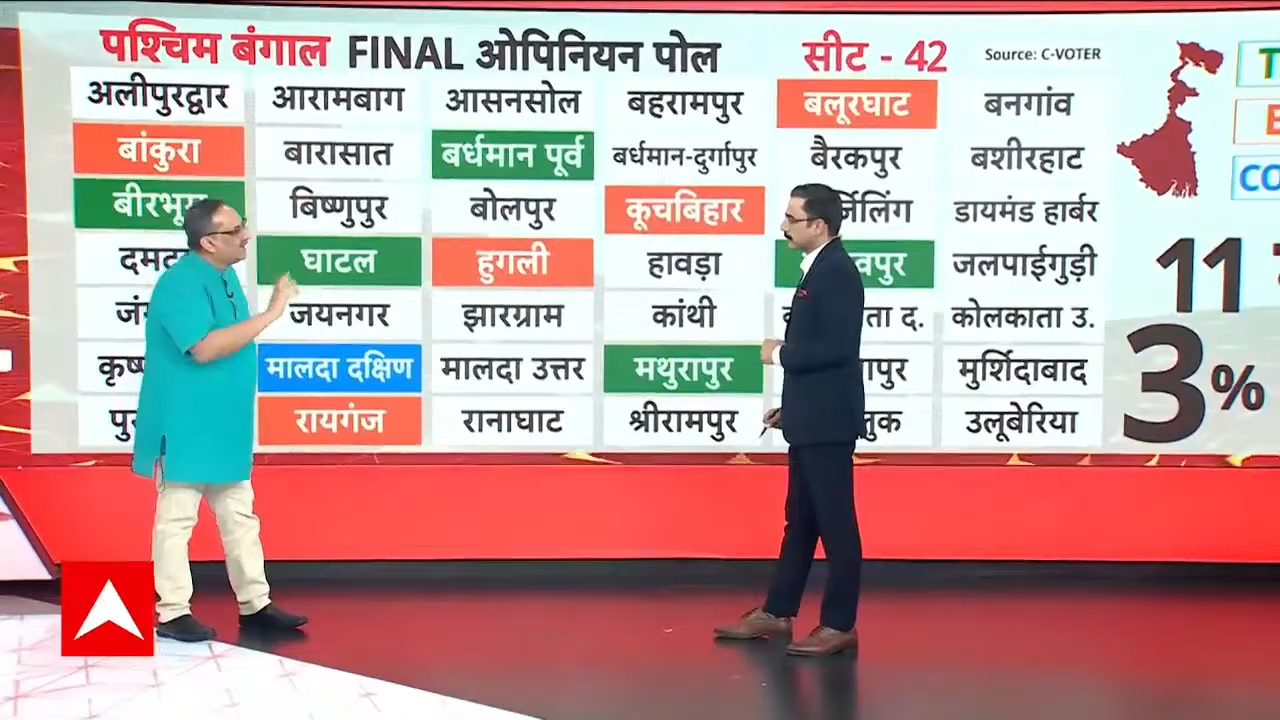 पश्चिम बंगाल FINAL ओपिनियन पोल सीट - 42 Source: C-VOTER
अलीपुरद्वार आरामबाग आसनसोल बहरामपुर बलूरघाट बनगांव
बांकुरा बारासात बर्धमान पूर्व बर्धमान-दुर्गापुर बैरकपुर बशीरहाट
बीरभूम बिष्णुपुर बोलपुर कूचबिहार डायमंड हार्बर
घाटल हुगली हावड़ा जलपाईगुड़ी
जयनगर झारग्राम कांथी द. कोलकाता उ.
मालदा दक्षिण मालदा उत्तर मथुरापुर मुर्शिदाबाद
रायगंज रानाघाट श्रीरामपुर उलूबेरिया
11
3%